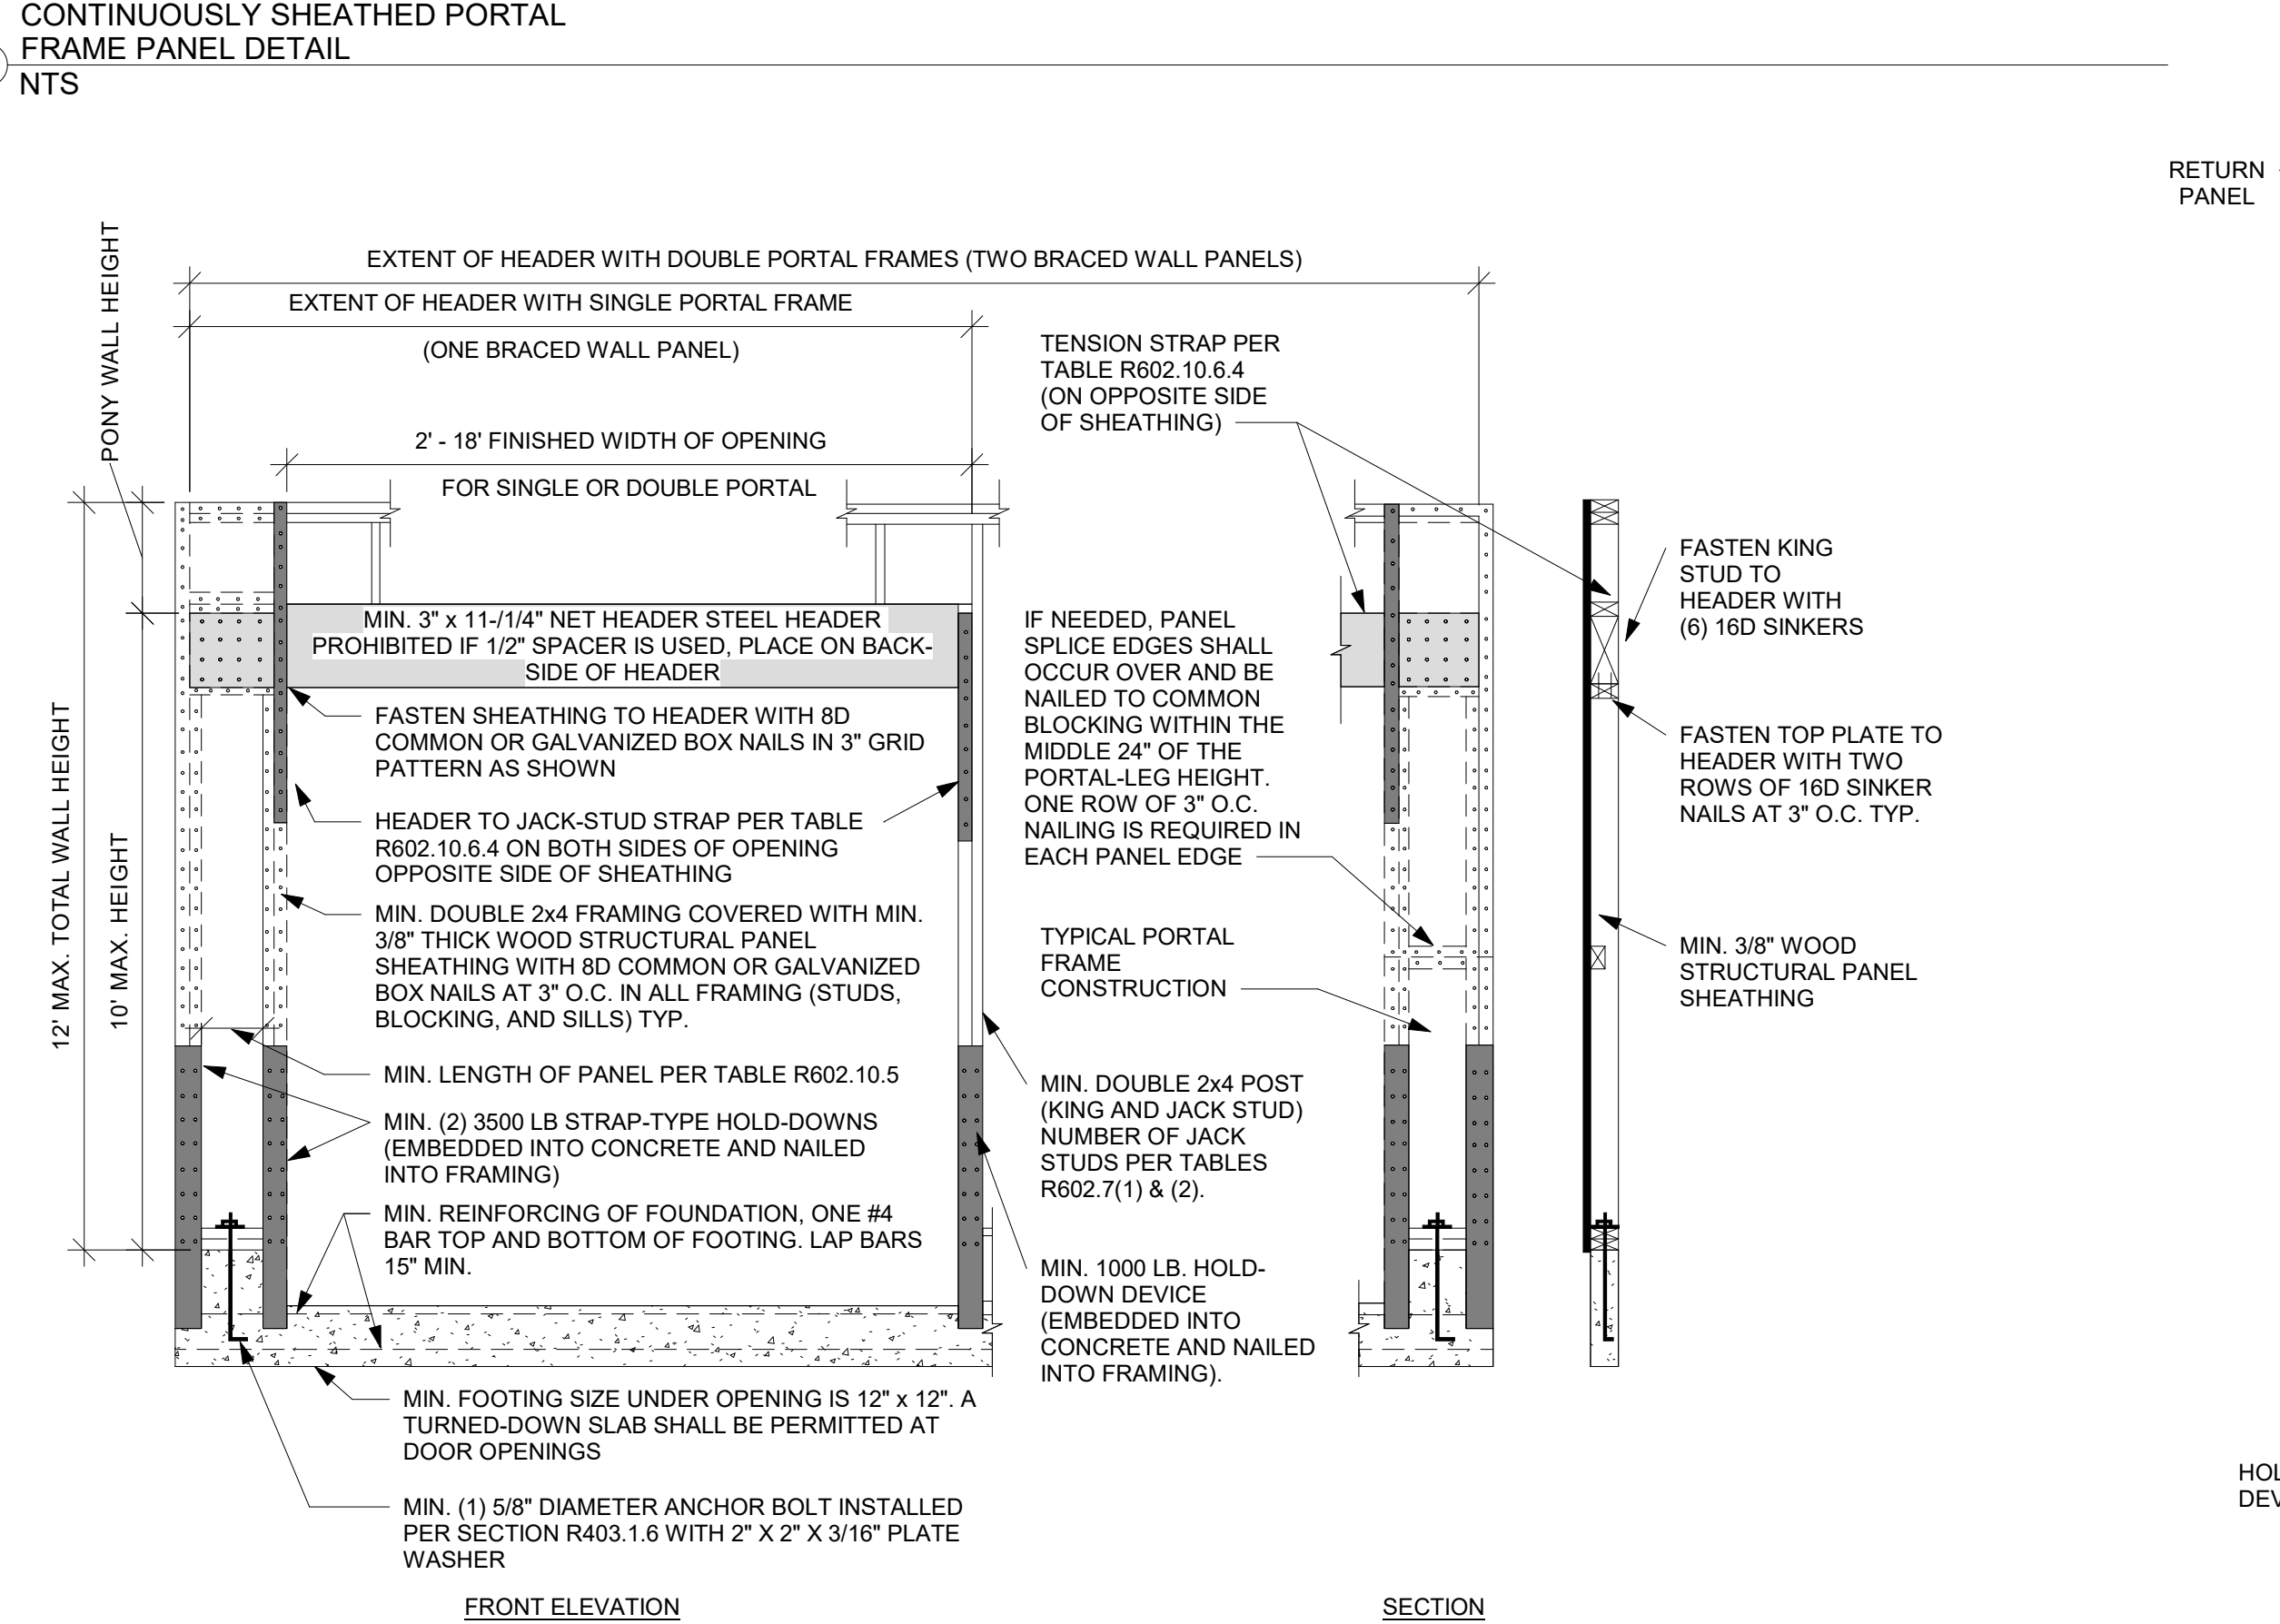 CONTINUOUSLY SHEATHED PORTAL
FRAME PANEL DETAIL
NTS
RETURN
PANEL
PONY WALL HEIGHT
EXTENT OF HEADER WITH DOUBLE PORTAL FRAMES (TWO BRACED WALL PANELS)
EXTENT OF HEADER WITH SINGLE PORTAL FRAME
(ONE BRACED WALL PANEL)
2' - 18' FINISHED WIDTH OF OPENING
FOR SINGLE OR DOUBLE PORTAL
TENSION STRAP PER
TABLE R602.10.6.4
(ON OPPOSITE SIDE
OF SHEATHING)
12' MAX. TOTAL WALL HEIGHT
10' MAX. HEIGHT
MIN. 3" x 11-/1/4" NET HEADER STEEL HEADER
PROHIBITED IF 1/2" SPACER IS USED, PLACE ON BACK-
SIDE OF HEADER
FASTEN SHEATHING TO HEADER WITH 8D
COMMON OR GALVANIZED BOX NAILS IN 3" GRID
PATTERN AS SHOWN
HEADER TO JACK-STUD STRAP PER TABLE
R602.10.6.4 ON BOTH SIDES OF OPENING
OPPOSITE SIDE OF SHEATHING
MIN. DOUBLE 2x4 FRAMING COVERED WITH MIN.
3/8" THICK WOOD STRUCTURAL PANEL
SHEATHING WITH 8D COMMON OR GALVANIZED
BOX NAILS AT 3" O.C. IN ALL FRAMING (STUDS,
BLOCKING, AND SILLS) TYP.
MIN. LENGTH OF PANEL PER TABLE R602.10.5
MIN. (2) 3500 LB STRAP-TYPE HOLD-DOWNS
(EMBEDDED INTO CONCRETE AND NAILED
INTO FRAMING)
MIN. REINFORCING OF FOUNDATION, ONE #4
BAR TOP AND BOTTOM OF FOOTING. LAP BARS
15" MIN.
MIN. FOOTING SIZE UNDER OPENING IS 12" x 12". A
TURNED-DOWN SLAB SHALL BE PERMITTED AT
DOOR OPENINGS
MIN. (1) 5/8" DIAMETER ANCHOR BOLT INSTALLED
PER SECTION R403.1.6 WITH 2" X 2" X 3/16" PLATE
WASHER
IF NEEDED, PANEL
SPLICE EDGES SHALL
OCCUR OVER AND BE
NAILED TO COMMON
BLOCKING WITHIN THE
MIDDLE 24" OF THE
PORTAL-LEG HEIGHT.
ONE ROW OF 3" O.C.
NAILING IS REQUIRED IN
EACH PANEL EDGE
TYPICAL PORTAL
FRAME
CONSTRUCTION
MIN. DOUBLE 2x4 POST
(KING AND JACK STUD)
NUMBER OF JACK
STUDS PER TABLES
R602.7(1) & (2).
MIN. 1000 LB. HOLD-
DOWN DEVICE
(EMBEDDED INTO
CONCRETE AND NAILED
INTO FRAMING).
FASTEN KING
STUD TO
HEADER WITH
(6) 16D SINKERS
FASTEN TOP PLATE TO
HEADER WITH TWO
ROWS OF 16D SINKER
NAILS AT 3" O.C. TYP.
MIN. 3/8" WOOD
STRUCTURAL PANEL
SHEATHING
FRONT ELEVATION
SECTION